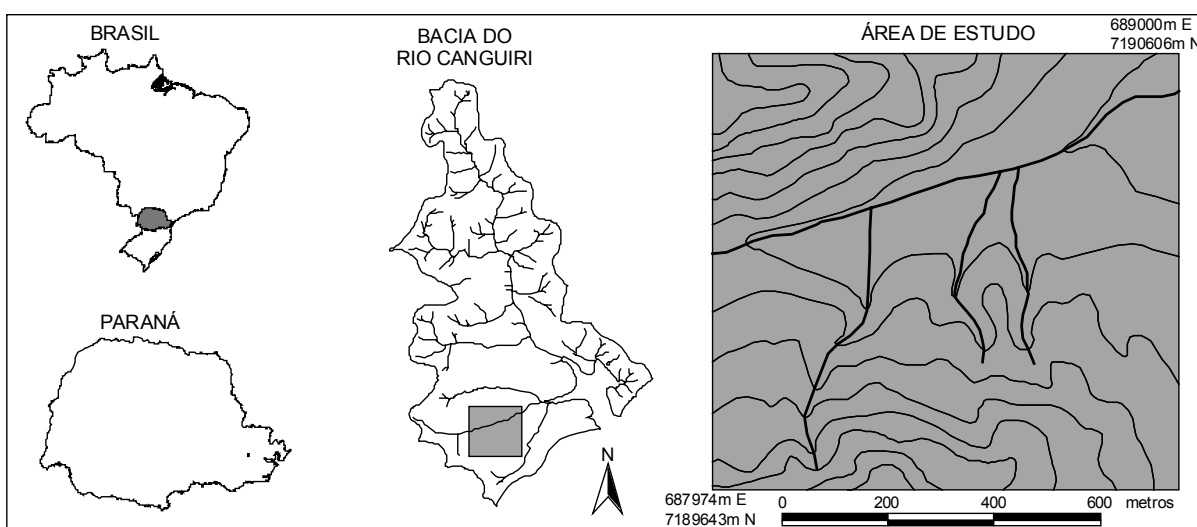 BRASIL
PARANÁ
BACIA DO
RIO CANGUIRI
N
ÁREA DE ESTUDO
689000m E
7190606m N
687974m E
7189643m N
0 200 400 600 metros